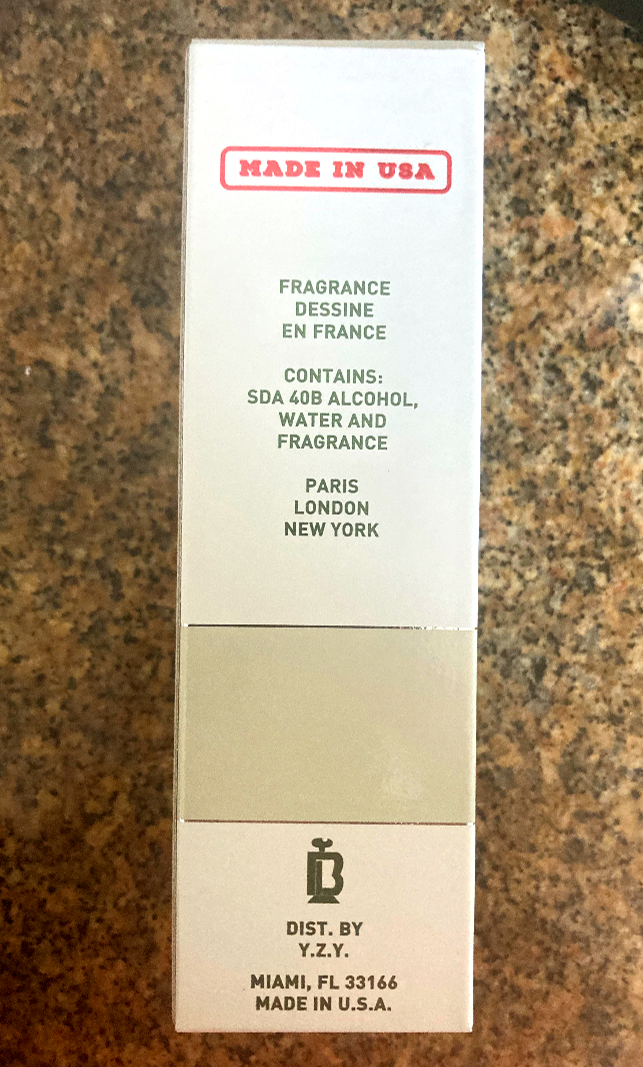 MADE IN USA
FRAGRANCE
DESSINE
EN FRANCE
CONTAINS:
SDA 40B ALCOHOL,
WATER AND
FRAGRANCE
PARIS
LONDON
NEW YORK
DIST. BY
Y.Z.Y.
MIAMI, FL 33166
MADE IN U.S.A.